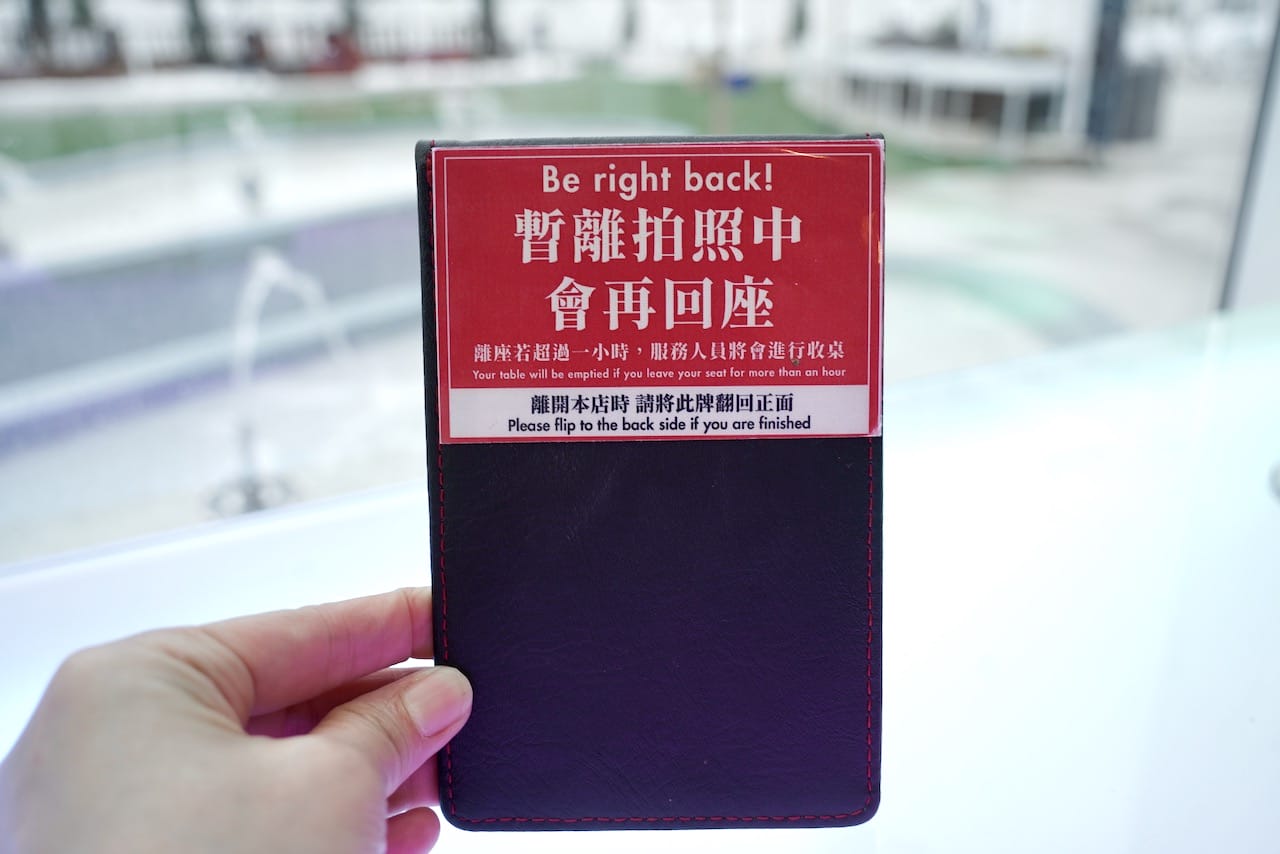 Be right back!
暫離拍照中
會再回座
離座若超過一小時，服務人員將會進行收桌
Your table will be emptied if you leave your seat for more than an hour
離開本店時 請將此牌翻回正面
Please flip to the back side if you are finished